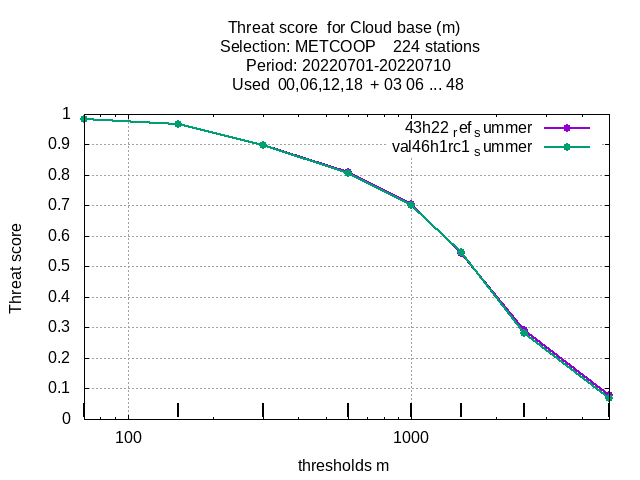 Threat score  for Cloud base (m)
Selection: METCOOP    224 stations
Period: 20220701-20220710
Used  00,06,12,18  + 03 06 ... 48
43h22 ref summer
val46h1rc1 summer
1
0.9
0.8
0.7
0.6
0.5
0.4
0.3
0.2
0.1
0
Threat score
100 1000
thresholds m